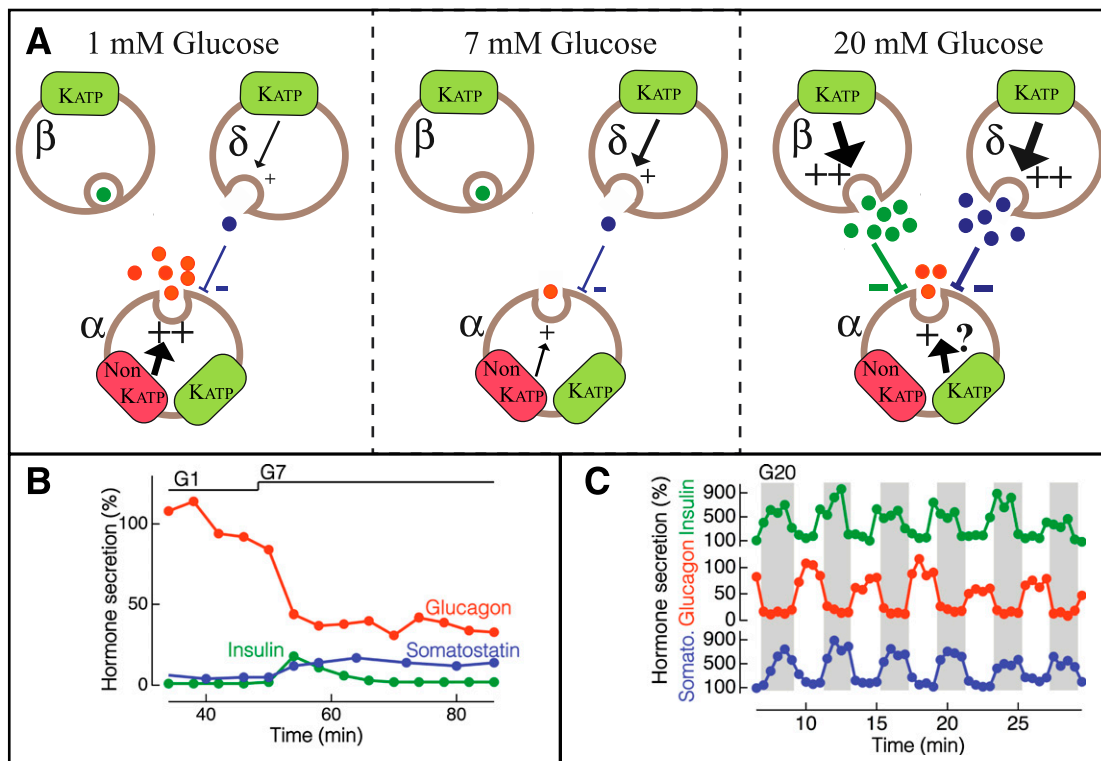 A
1 mM Glucose
7 mM Glucose
20 mM Glucose
KATP
KATP
KATP
KATP
KATP
KATP
β
δ
β
δ
β
δ
+
+
++
++
-
-
-
-
α
++
α
+
α
+
?
Non
KATP
KATP
Non
KATP
KATP
Non
KATP
KATP
B
G1
G7
Hormone secretion (%)
100
50
0
Glucagon
Insulin
Somatostatin
40
60
80
Time (min)
C
G20
Hormone secretion (%)
Insulin
Glucagon
Somato.
900
500
100
100
50
0
900
500
100
10
15
20
25
Time (min)